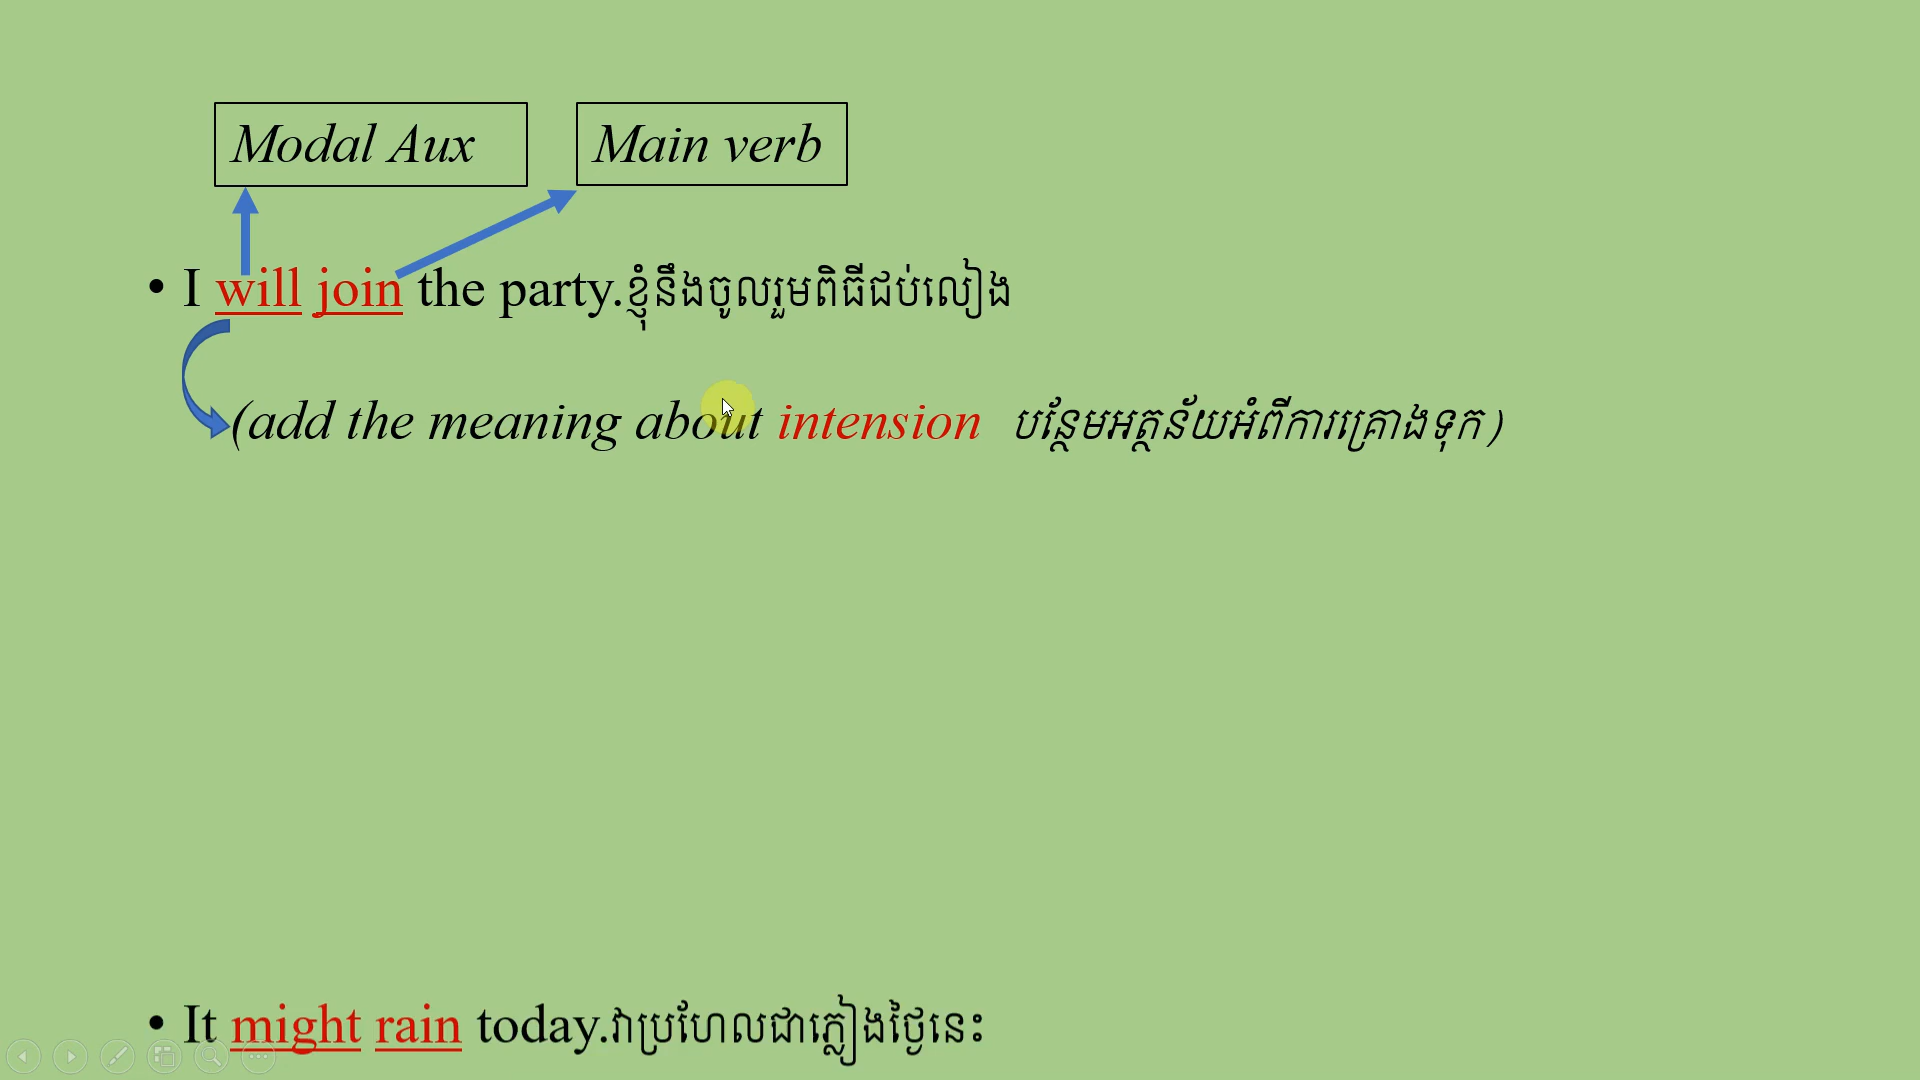 Modal Aux
Main verb
• I will join the party.ខ្ញុំនឹងចូលរួមពិធីជប់លៀង
(add the meaning about intension បន្ថែមអត្ថន័យអំពីការគ្រោងទុក)
• It might rain today.វាប្រហែលជាភ្លៀងថ្ងៃនេះ